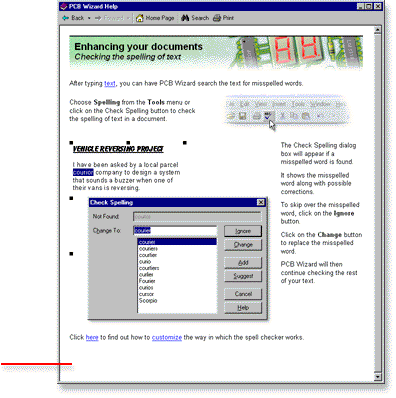 PCB Wizard Help
Back Forward Home Page Search Print
Enhancing your documents
Checking the spelling of text
After typing text, you can have PCB Wizard search the text for misspelled words.
Choose Spelling from the Tools menu or
click on the Check Spelling button to check
the spelling of text in a document.
Edit View Insert Tools Window
VEHICLE REVERSING PROJECT
I have been asked by a local parcel
courior company to design a system
that sounds a buzzer when one of
their vans is reversing.
The Check Spelling dialog
box will appear if a
misspelled word is found.
It shows the misspelled
word along with possible
corrections.
To skip over the misspelled
word, click on the Ignore
button.
Click on the Change button
to replace the misspelled
word.
PCB Wizard will then
continue checking the rest
of your text.
Check Spelling
Not Found: courior
Change To: courier
courier
couriers
courtier
curio
courtiers
curlier
Fourier
curios
cursor
Scorpio
Ignore
Change
Add
Suggest
Cancel
Help
Click here to find out how to customize the way in which the spell checker works.